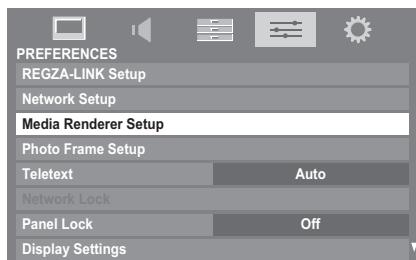 PREFERENCES
REGZA-LINK Setup
Network Setup
Media Renderer Setup
Photo Frame Setup
Teletext Auto
Network Lock
Panel Lock Off
Display Settings